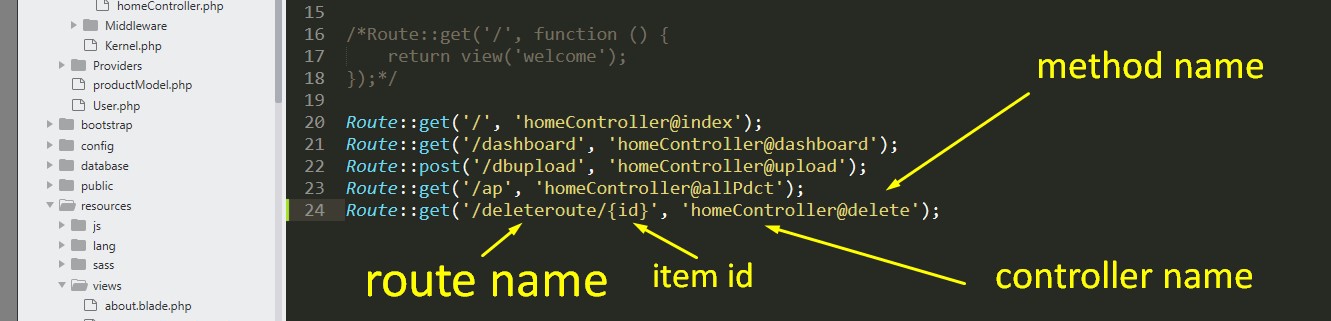 homeController.php
Middleware
Kernel.php
Providers
productModel.php
User.php
bootstrap
config
database
public
resources
js
lang
sass
views
about.blade.php
15
16 /*Route::get('/', function () {
17 return view('welcome');
18 });*/
19
20 Route::get('/', 'homeController@index');
21 Route::get('/dashboard', 'homeController@dashboard');
22 Route::post('/dbupload', 'homeController@upload');
23 Route::get('/ap', 'homeController@allPdct');
24 Route::get('/deleteroute/{id}', 'homeController@delete');
method name
route name
item id
controller name